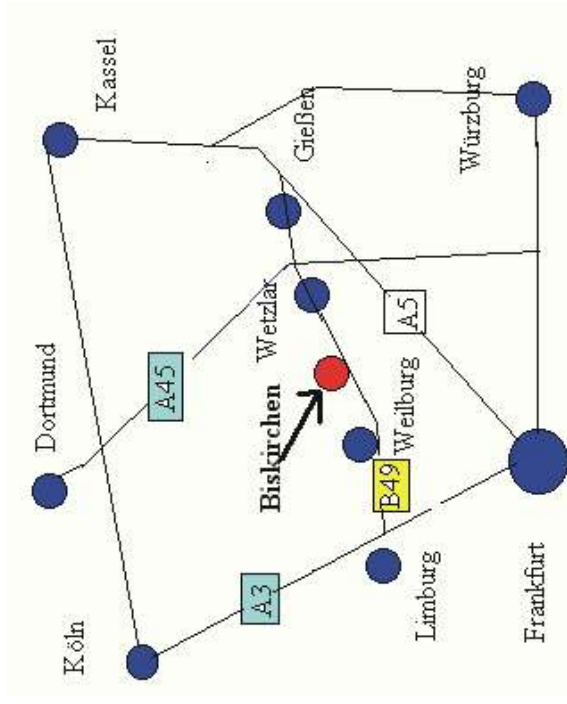 Köln
Dortmund
Kassel
A45
A3
Biskirchen
Wetzlar
Gießen
B49
Weilburg
A5
Limburg
Würzburg
Frankfurt